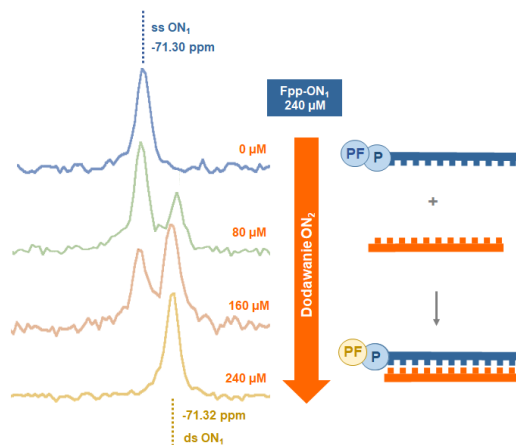 ss ON₁
-71.30 ppm
Fpp-ON₁
240 µM
0 µM
80 µM
160 µM
240 µM
Dodawanie ON₂
PF P
+
PF P
-71.32 ppm
ds ON₁